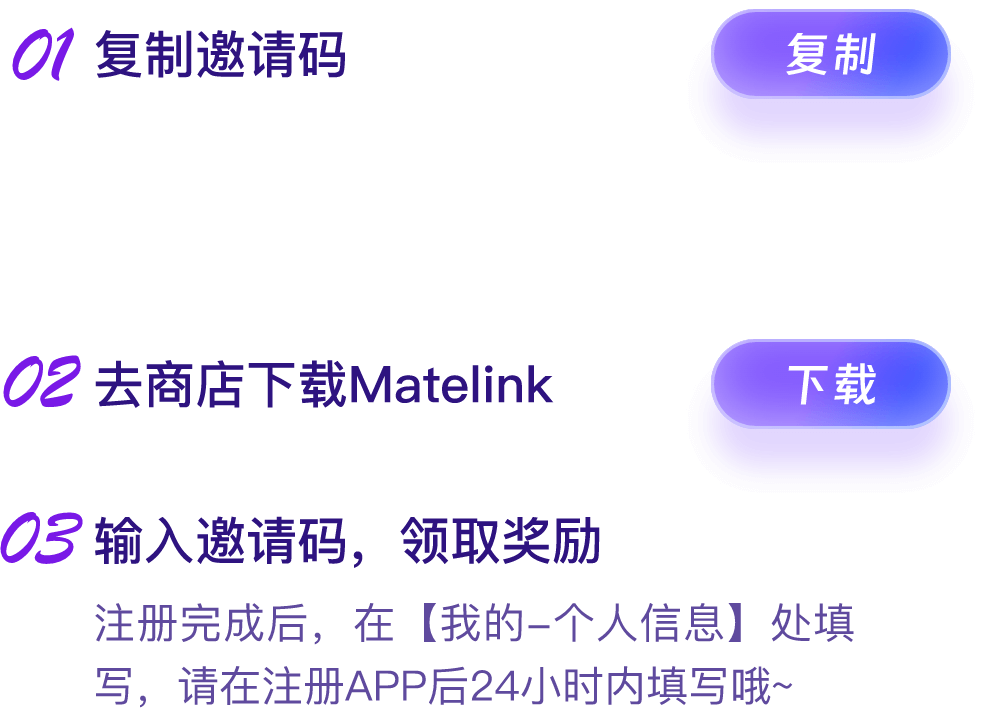 01 复制邀请码 复制
02 去商店下载Matelink 下载
03 输入邀请码，领取奖励
注册完成后，在【我的-个人信息】处填
写，请在注册APP后24小时内填写哦~